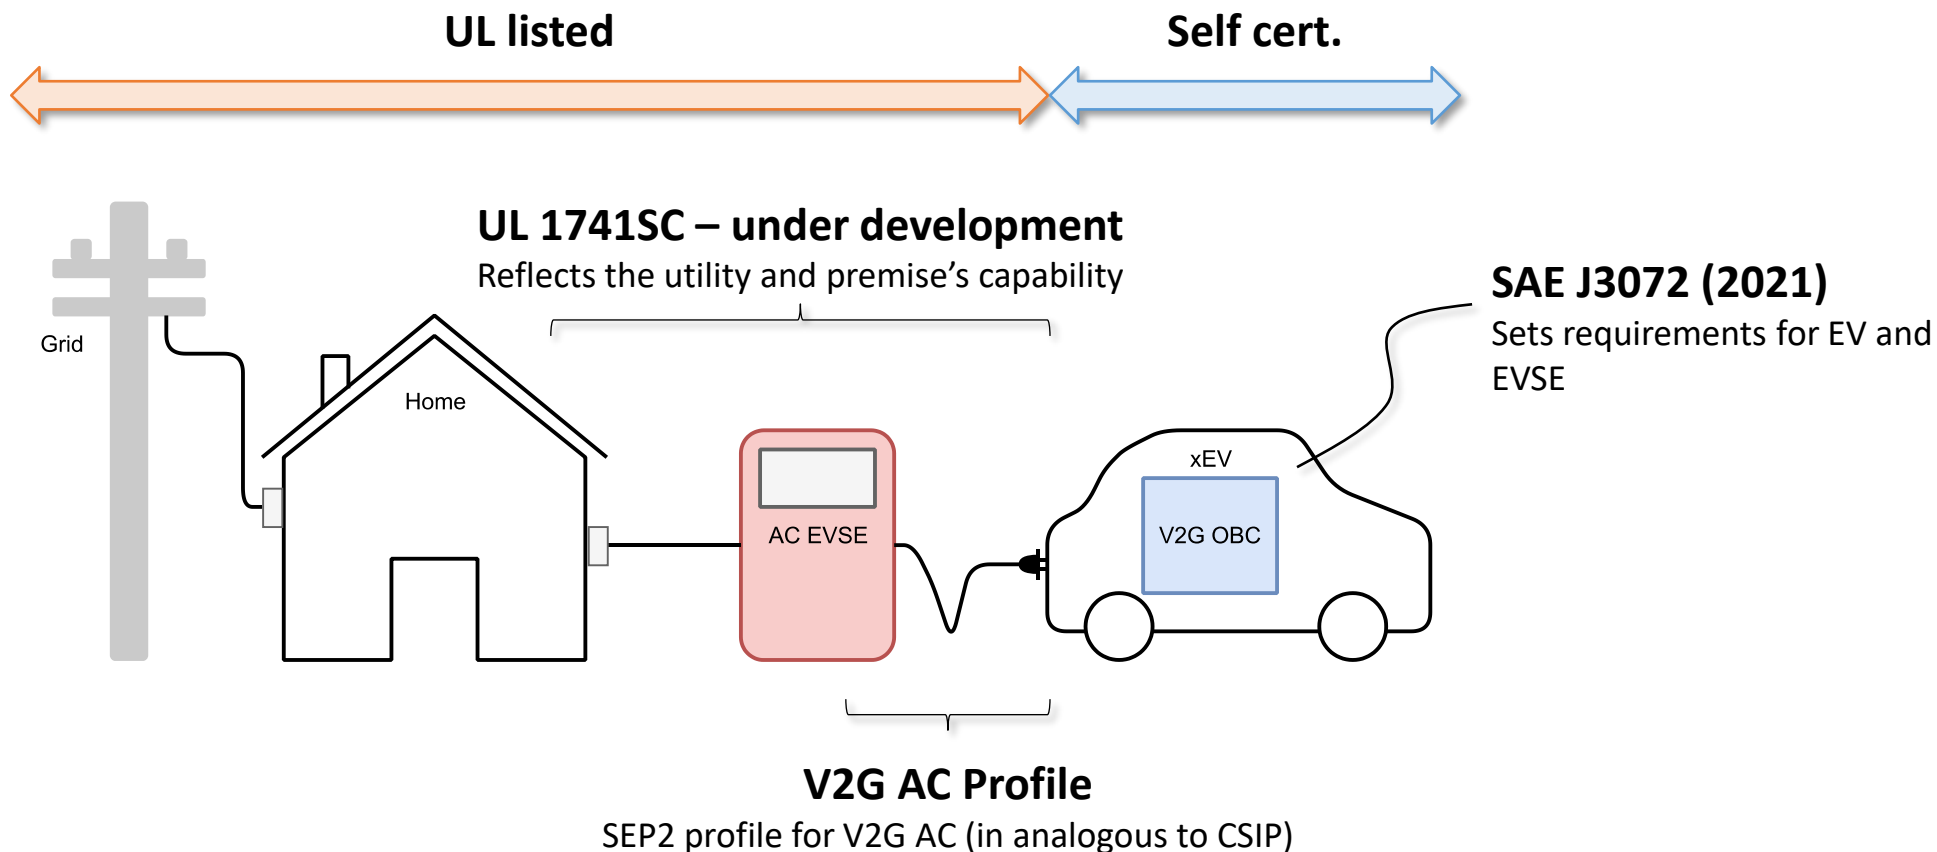 UL listed
Self cert.
UL 1741SC – under development
Reflects the utility and premise’s capability
SAE J3072 (2021)
Sets requirements for EV and
EVSE
Grid
Home
xEV
AC EVSE
V2G OBC
V2G AC Profile
SEP2 profile for V2G AC (in analogous to CSIP)